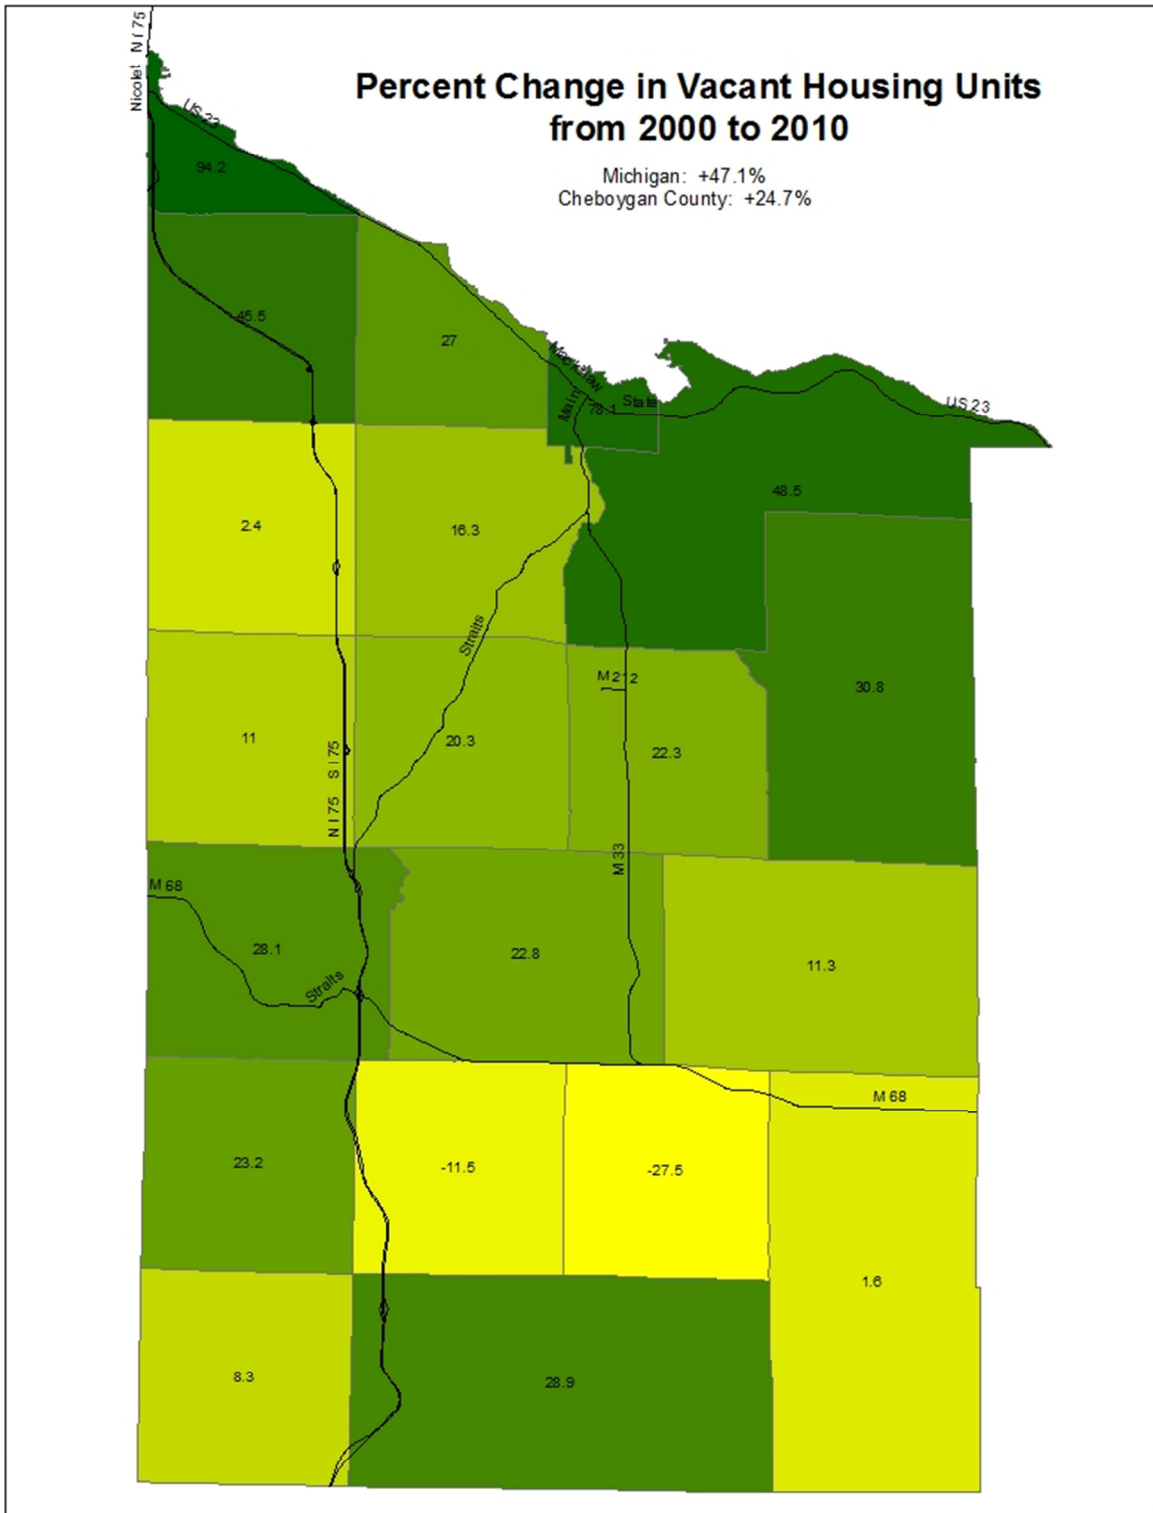 Nicolet N I 75
Percent Change in Vacant Housing Units
from 2000 to 2010
Michigan: +47.1%
Cheboygan County: +24.7%
US 23
94.2
45.5
27
Mackinaw
Main
State
78.1
US 23
48.5
2.4
16.3
Straits
M 212
30.8
11
20.3
22.3
N I 75 S I 75
M 33
M 68
28.1
22.8
11.3
Straits
M 68
23.2
-11.5
-27.5
1.6
8.3
28.9